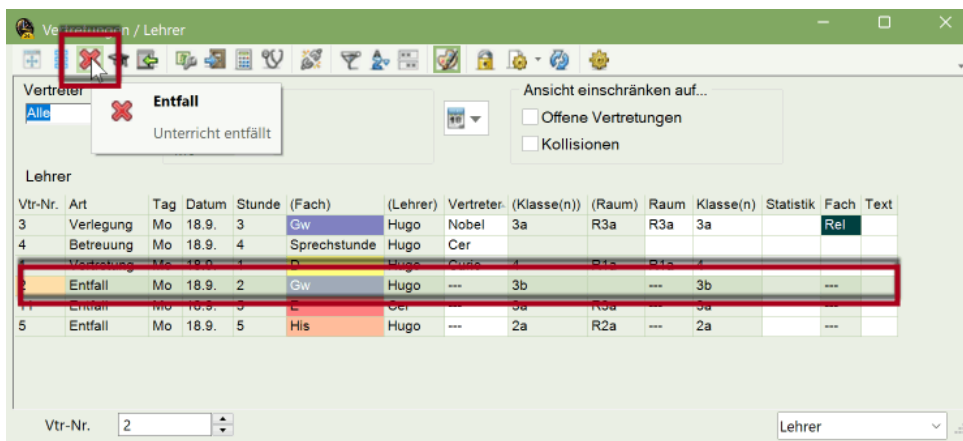 Vertretungen / Lehrer
Vertreter
Alle
Entfall
Unterricht entfällt
Ansicht einschränken auf...
Offene Vertretungen
Kollisionen
Lehrer
Vtr-Nr. Art Tag Datum Stunde (Fach) (Lehrer) Vertreter (Klasse(n)) (Raum) Raum Klasse(n) Statistik Fach Text
3 Verlegung Mo 18.9. 3 Gw Hugo Nobel 3a R3a R3a 3a Rel
4 Betreuung Mo 18.9. 4 Sprechstunde Hugo Cer
Vertretung Mo 18.9. 1 D Hugo Curie 4 R1a R1a 4
2 Entfall Mo 18.9. 2 Gw Hugo --- 3b --- 3b ---
11 Entfall Mo 18.9. E Cer --- 3a R3a --- 3a ---
5 Entfall Mo 18.9. 5 His Hugo --- 2a R2a --- 2a ---
Vtr-Nr. 2
Lehrer